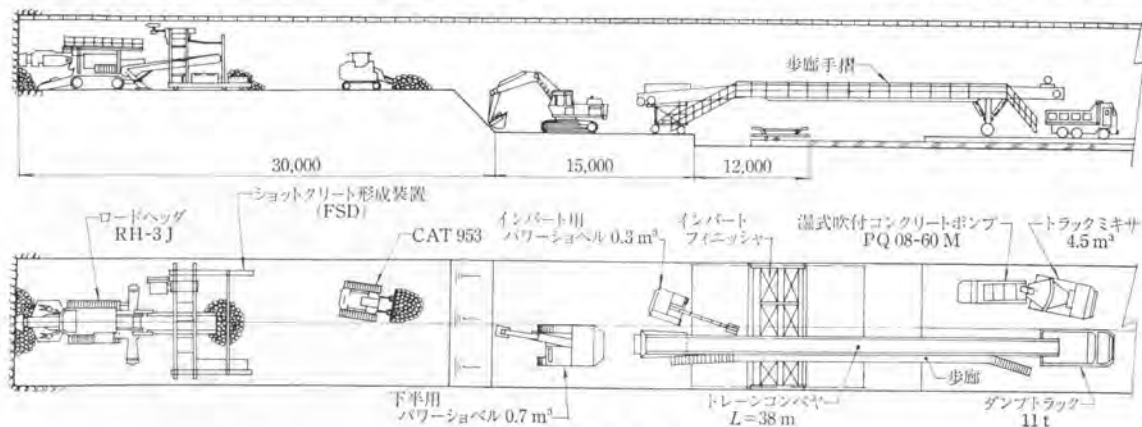 歩廊手摺
30,000
15,000
12,000
ショットクリート形成装置
(FSD)
ロードヘッダ
RH-3J
CAT 953
インバート用
パワーショベル 0.3 m³
インバート
フィニッシャ
湿式吹付コンクリートポンプ
PQ 08-60 M
トラックミキサ
4.5 m³
下半用
パワーショベル 0.7 m³
トレーンコンベヤ
L=38 m
歩廊
ダンプトラック
11 t